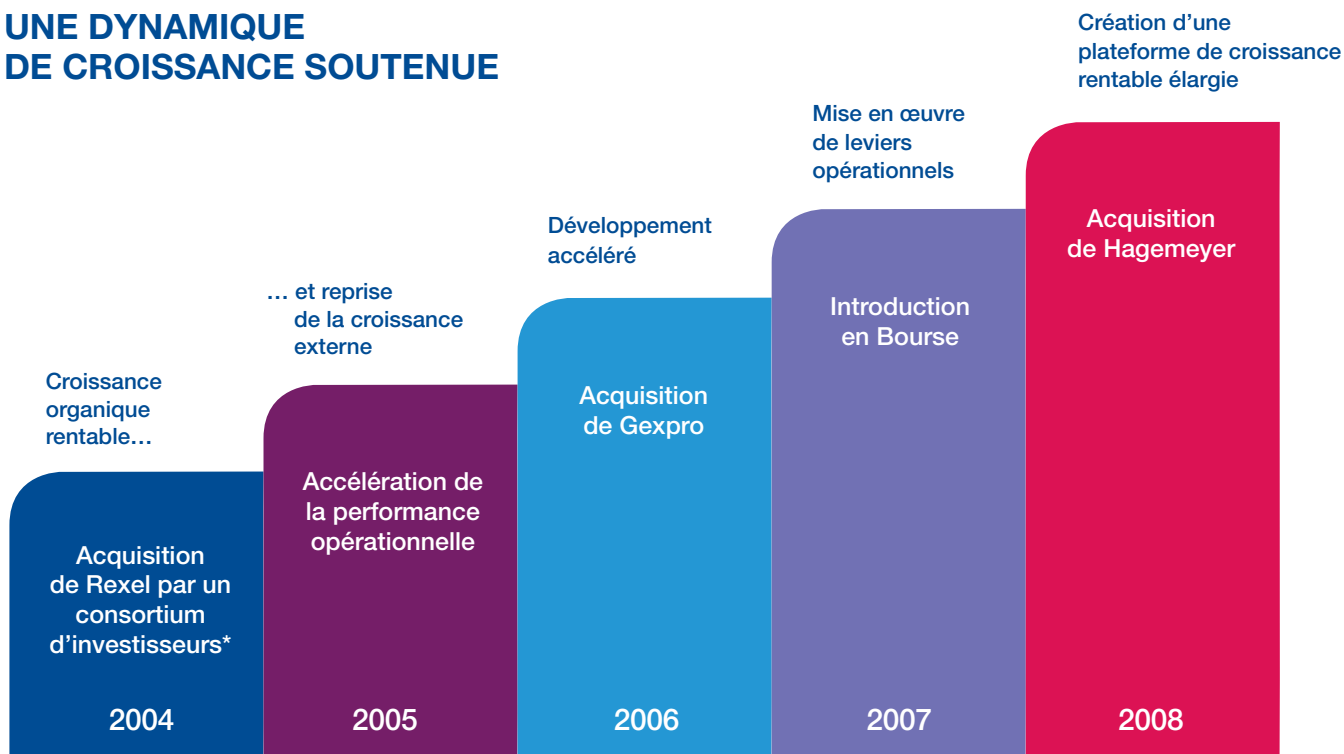 UNE DYNAMIQUE
DE CROISSANCE SOUTENUE
Croissance
organique
rentable…
Acquisition
de Rexel par un
consortium
d’investisseurs*
2004
… et reprise
de la croissance
externe
Accélération de
la performance
opérationnelle
2005
Développement
accéléré
Acquisition
de Gexpro
2006
Mise en œuvre
de leviers
opérationnels
Introduction
en Bourse
2007
Création d’une
plateforme de croissance
rentable élargie
Acquisition
de Hagemeyer
2008